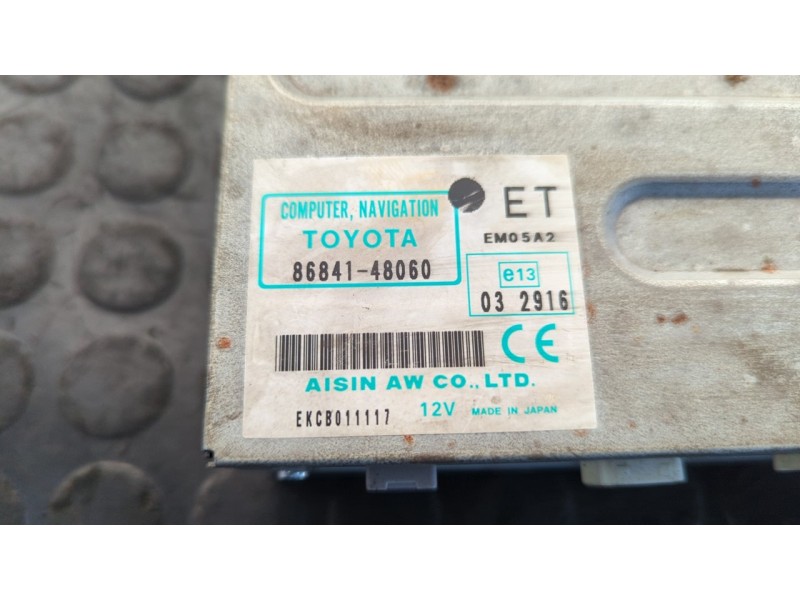 COMPUTER, NAVIGATION
TOYOTA
86841-48060
ET
EM05A2
e13
03 2916
CE
AISIN AW CO., LTD.
EKCB011117
12V
MADE IN JAPAN